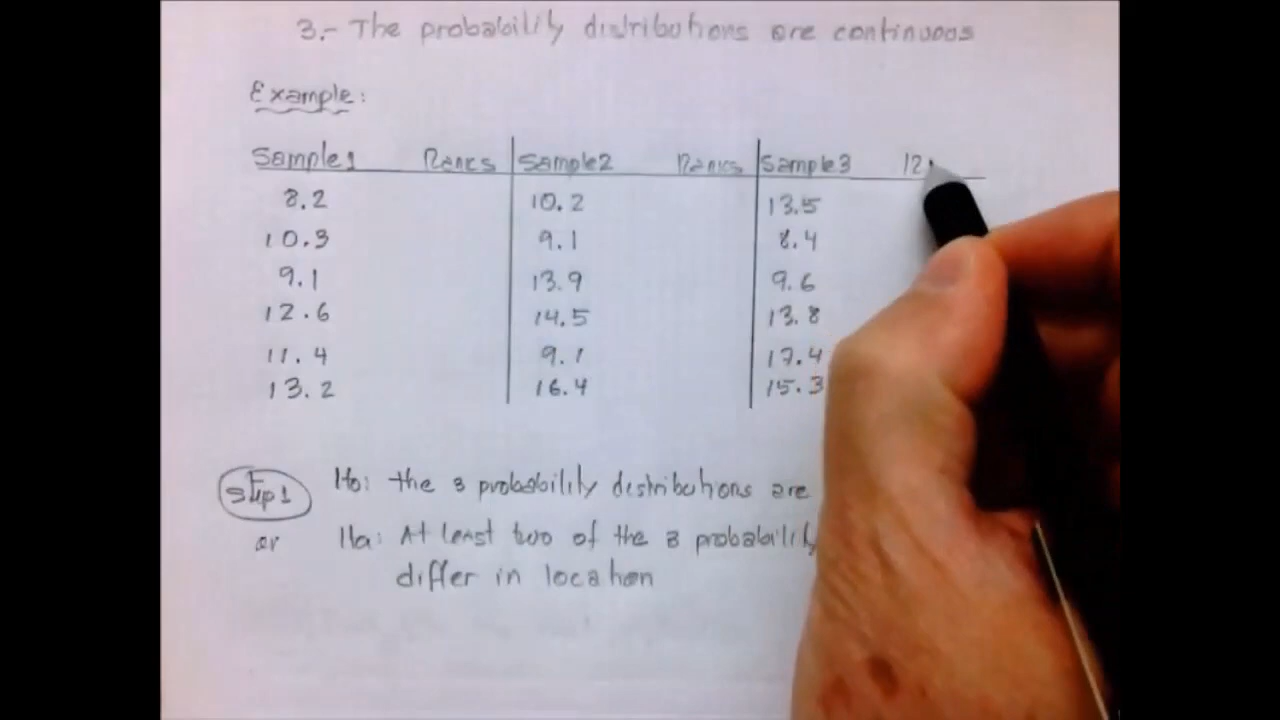 3.- The probability distributions are continuous
Example:
Sample1 Rancs Sample2 Rancs Sample3
8.2 10.2 13.5
10.3 9.1 8.4
9.1 13.9 9.6
12.6 14.5 13.8
11.4 9.1 17.4
13.2 16.4 15.3
Step1 Ho: the 3 probability distributions are
or Ha: At least two of the 3 probability
differ in location